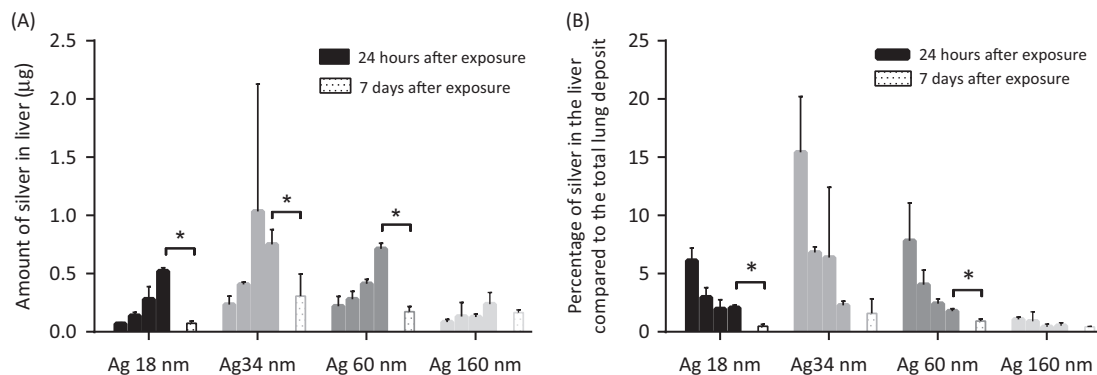 (A)
Amount of silver in liver (μg)
2.5
2.0
1.5
1.0
0.5
0.0
24 hours after exposure
7 days after exposure
*
*
*
Ag 18 nm
Ag34 nm
Ag 60 nm
Ag 160 nm
(B)
Percentage of silver in the liver
compared to the total lung deposit
25
20
15
10
5
0
24 hours after exposure
7 days after exposure
*
*
Ag 18 nm
Ag34 nm
Ag 60 nm
Ag 160 nm